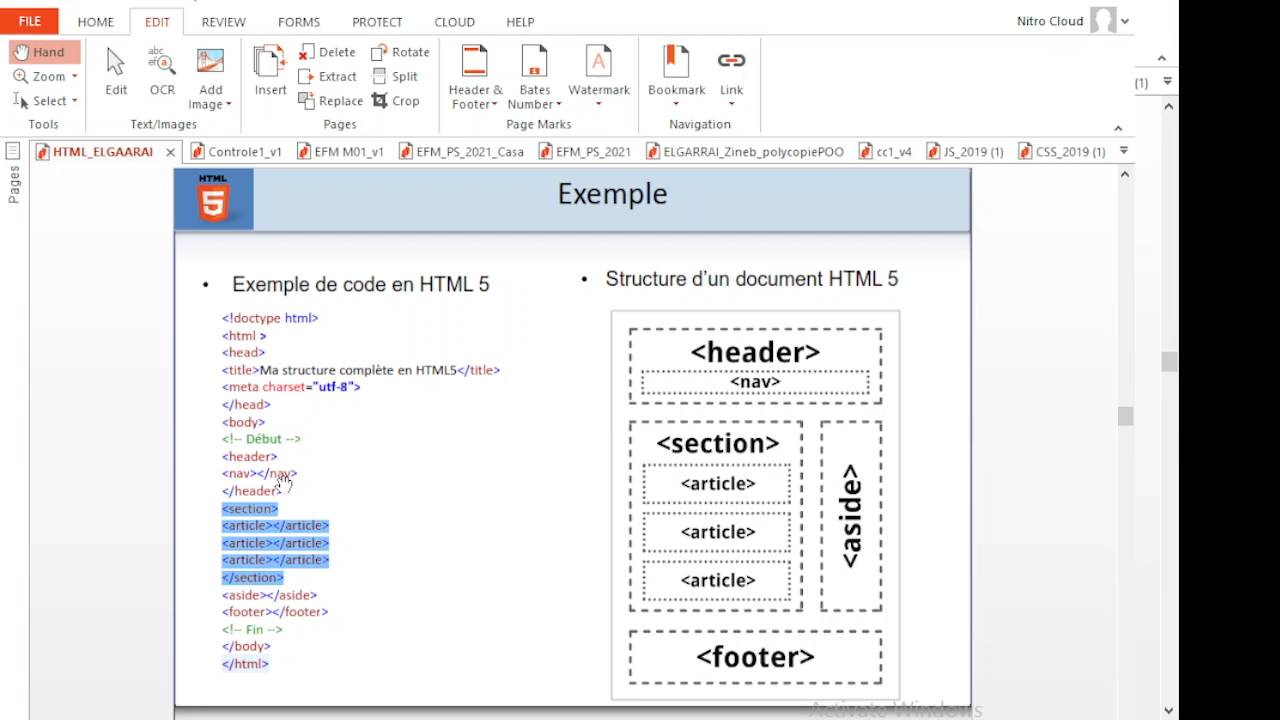 FILE HOME EDIT REVIEW FORMS PROTECT CLOUD HELP Nitro Cloud
Hand
Zoom
Select
Tools
Edit
abc
ef
OCR
Add
Image
Text/Images
Insert
Delete
Extract
Replace
Rotate
Split
Crop
Pages
Header &
Footer
Bates
Number
Watermark
Page Marks
Bookmark
Link
Navigation
(1)
Pages
HTML_ELGAARAI Controle1_v1 EFM M01_v1 EFM_PS_2021_Casa EFM_PS_2021 ELGARRAI_Zineb_polycopiePOO cc1_v4 JS_2019 (1) CSS_2019 (1)
HTML
5
Exemple
• Exemple de code en HTML 5
<!doctype html>
<html >
<head>
<title>Ma structure complète en HTML5</title>
<meta charset="utf-8">
</head>
<body>
<!-- Début -->
<header>
<nav></nav>
</header>
<section>
<article></article>
<article></article>
<article></article>
</section>
<aside></aside>
<footer></footer>
<!-- Fin -->
</body>
</html>
• Structure d'un document HTML 5
<header>
<nav>
<section>
<article>
<article>
<article>
<aside>
<footer>
Activate Windows